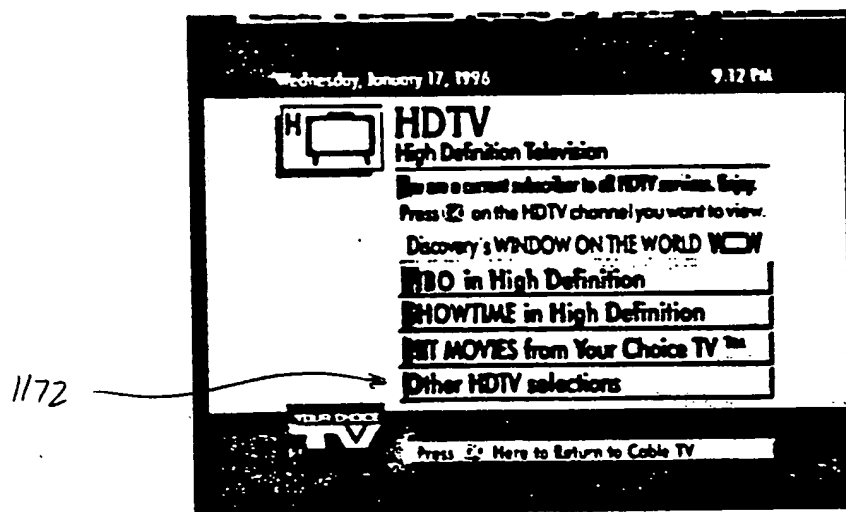 Wednesday, January 17, 1996 9:12 PM
H
HDTV
High Definition Television
You are a current subscriber to all HDTV services. Enjoy.
Press on the HDTV channel you want to view.
Discovery's WINDOW ON THE WORLD WOW
HBO in High Definition
SHOWTIME in High Definition
HIT MOVIES from Your Choice TV ™
1172 Other HDTV selections
YOUR CHOICE
TV
Press Here to Return to Cable TV